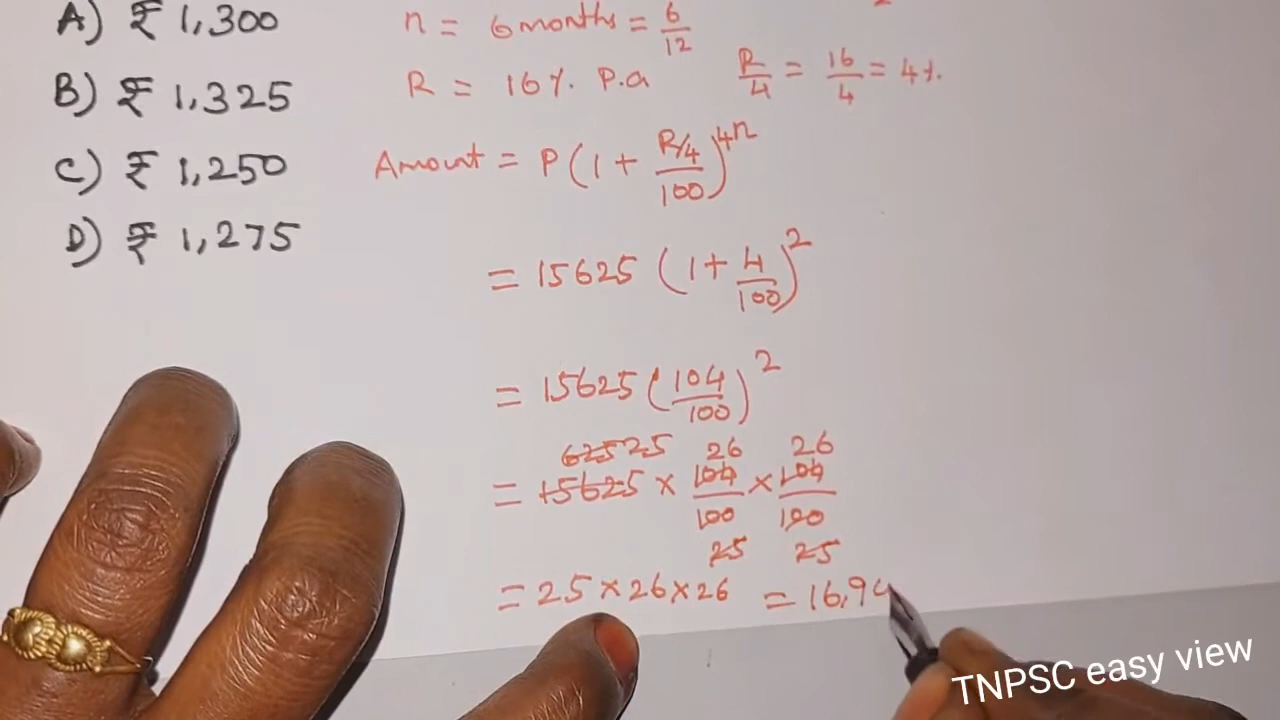 A) ₹ 1,300
B) ₹ 1,325
C) ₹ 1,250
D) ₹ 1,275
n = 6 months = 6/12
R = 16%. P.a R/4 = 16/4 = 4%.
Amount = P(1 + R/4/100)^4n
= 15625 (1 + 4/100)^2
= 15625 (104/100)^2
625 25 26 26
= 15625 × 104/100 × 104/100
25 25
= 25 × 26 × 26 = 16,9
TNPSC easy view